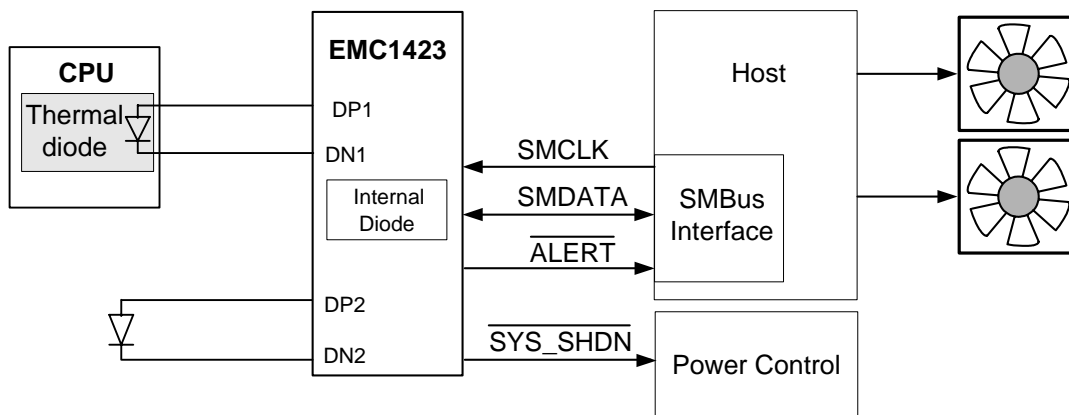 EMC1423
CPU
Thermal
diode
DP1
DN1
Internal
Diode
DP2
DN2
SMCLK
SMDATA
ALERT
SYS_SHDN
Host
SMBus
Interface
Power Control